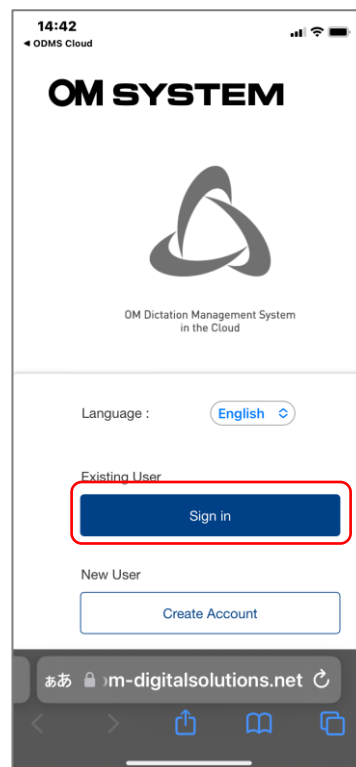 14:42
◀ ODMS Cloud
OM SYSTEM
OM Dictation Management System
in the Cloud
Language :
English
Existing User
Sign in
New User
Create Account
ああ
m-digitalsolutions.net